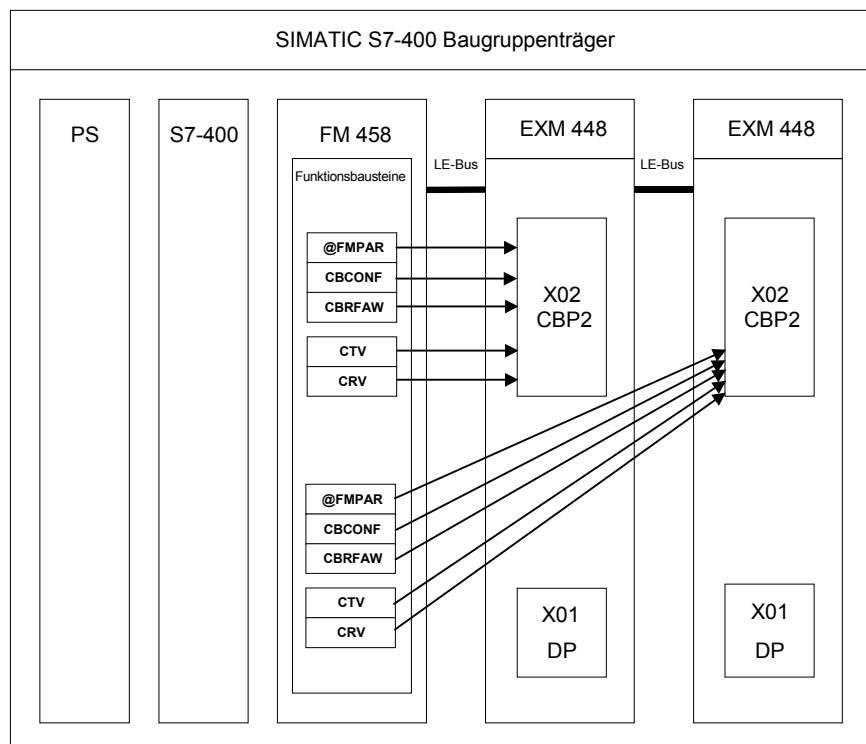 SIMATIC S7-400 Baugruppenträger
PS
S7-400
FM 458
Funktionsbausteine
@FMPAR
CBCONF
CBRFAW
CTV
CRV
@FMPAR
CBCONF
CBRFAW
CTV
CRV
LE-Bus
EXM 448
X02
CBP2
X01
DP
LE-Bus
EXM 448
X02
CBP2
X01
DP